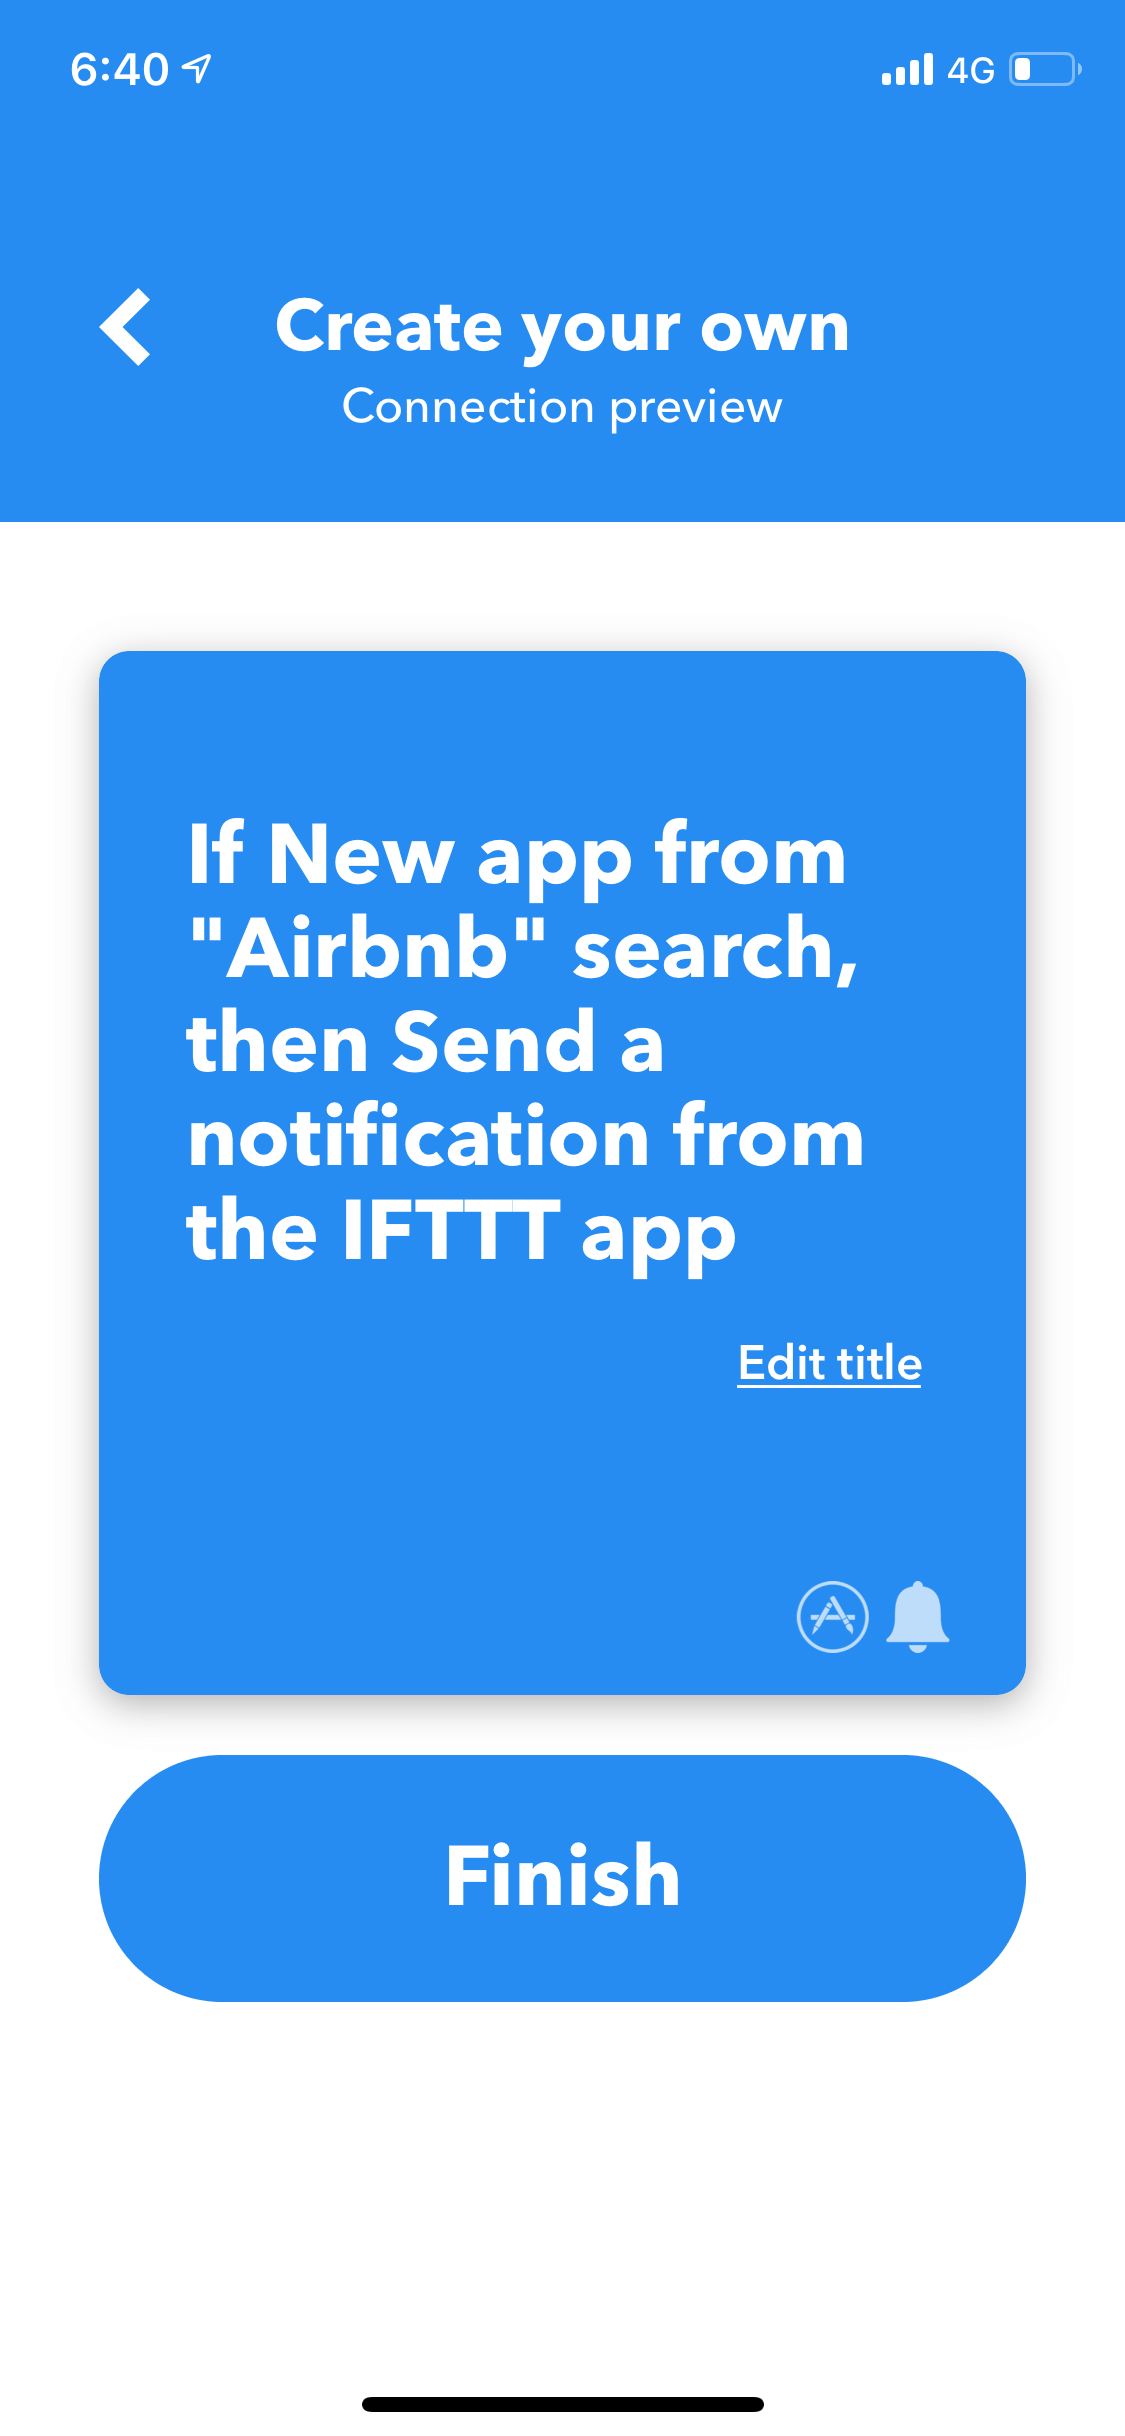 6:40
4G
Create your own
Connection preview
If New app from
"Airbnb" search,
then Send a
notification from
the IFTTT app
Edit title
Finish